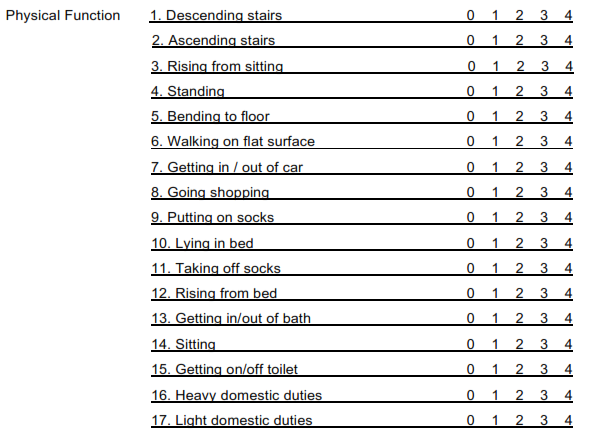 Physical Function 1. Descending stairs 0 1 2 3 4
2. Ascending stairs 0 1 2 3 4
3. Rising from sitting 0 1 2 3 4
4. Standing 0 1 2 3 4
5. Bending to floor 0 1 2 3 4
6. Walking on flat surface 0 1 2 3 4
7. Getting in / out of car 0 1 2 3 4
8. Going shopping 0 1 2 3 4
9. Putting on socks 0 1 2 3 4
10. Lying in bed 0 1 2 3 4
11. Taking off socks 0 1 2 3 4
12. Rising from bed 0 1 2 3 4
13. Getting in/out of bath 0 1 2 3 4
14. Sitting 0 1 2 3 4
15. Getting on/off toilet 0 1 2 3 4
16. Heavy domestic duties 0 1 2 3 4
17. Light domestic duties 0 1 2 3 4